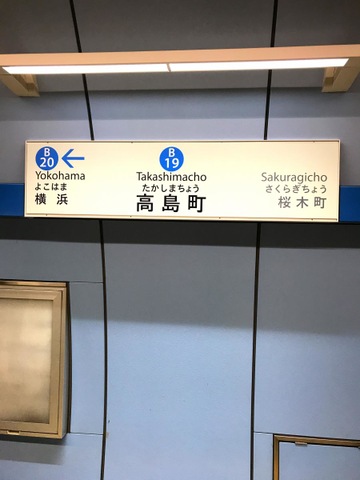 B
20
Yokohama
よこはま
横浜
B
19
Takashimacho
たかしまちょう
高島町
Sakuragicho
さくらぎちょう
桜木町